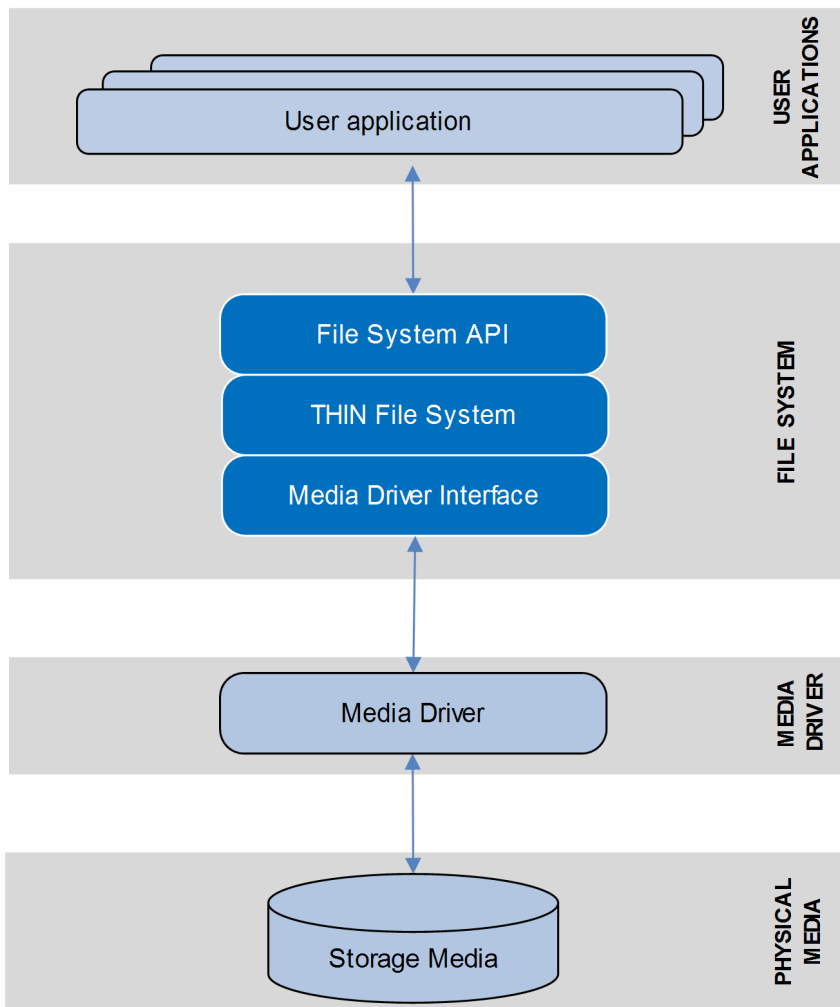 User application
USER
APPLICATIONS
File System API
THIN File System
Media Driver Interface
FILE SYSTEM
Media Driver
MEDIA
DRIVER
Storage Media
PHYSICAL
MEDIA